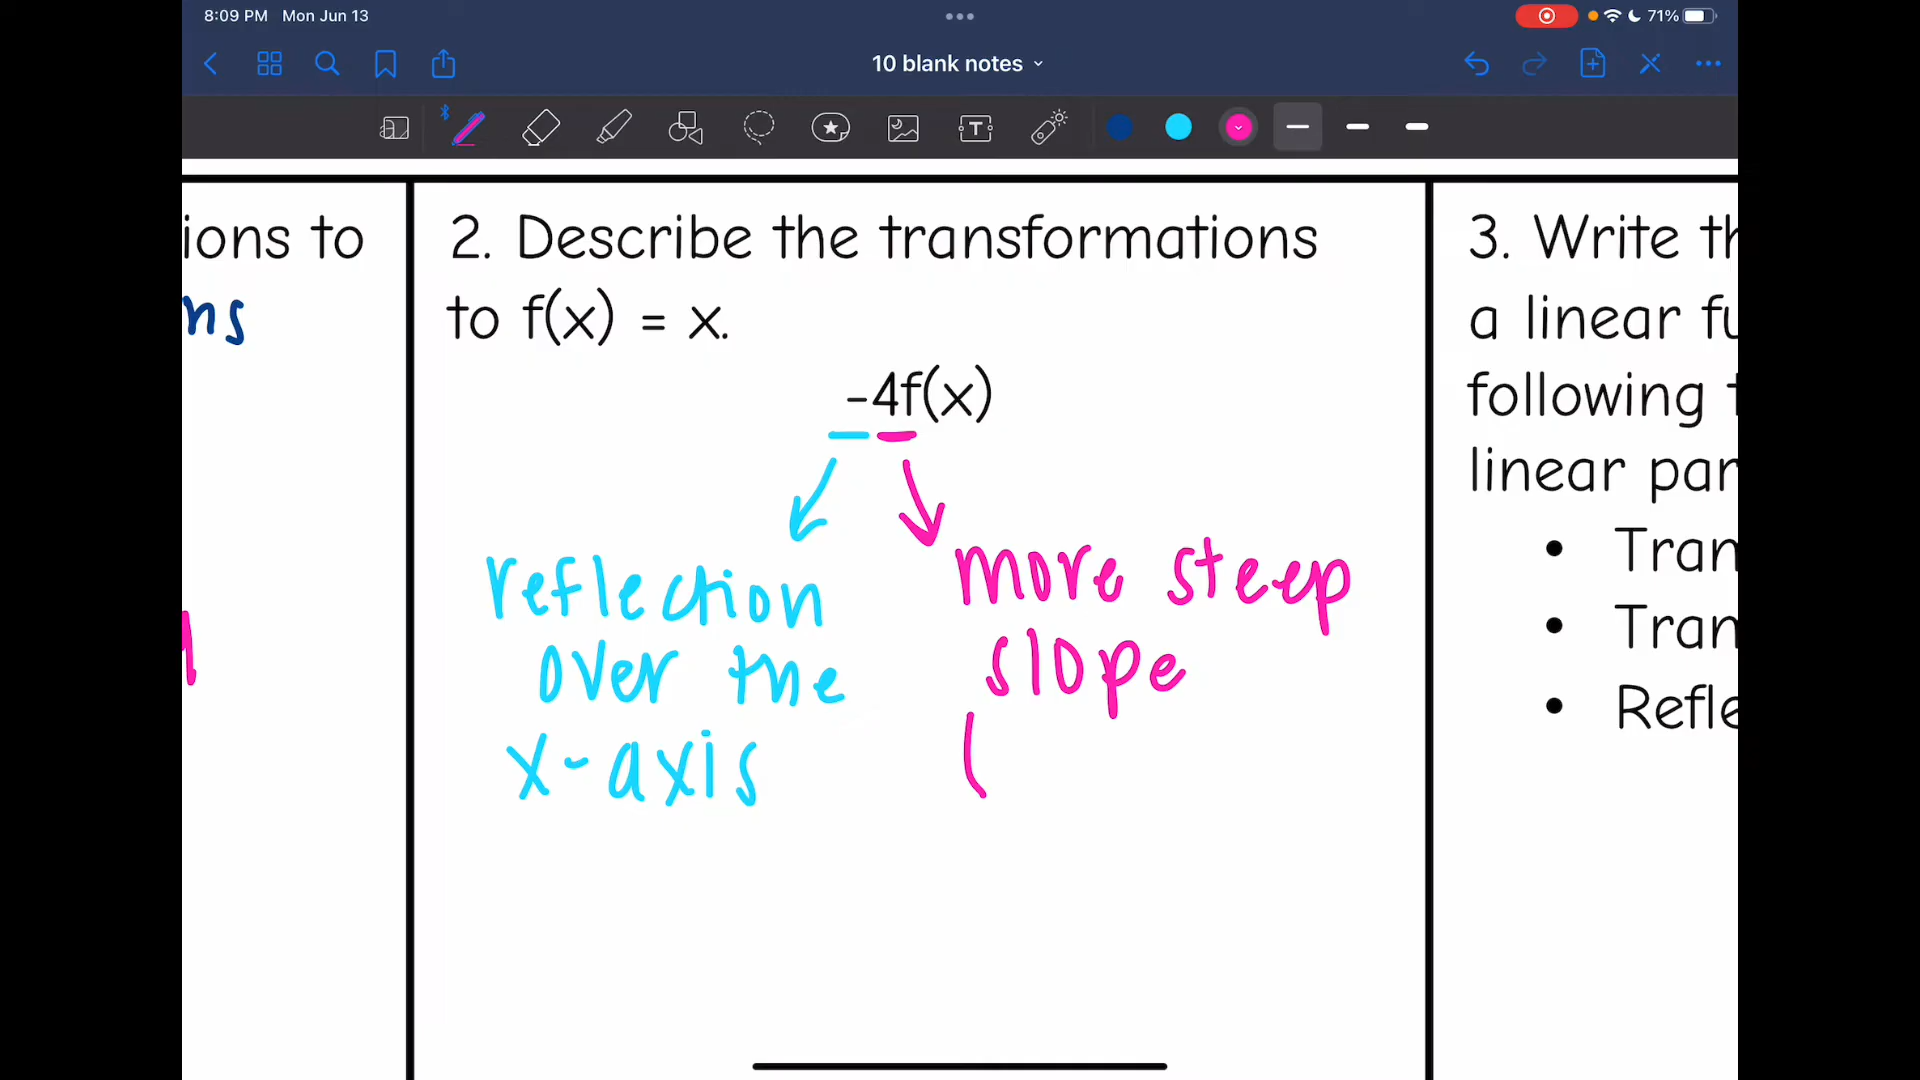 8:09 PM Mon Jun 13
71%
10 blank notes
ions to
ns
2. Describe the transformations
to f(x) = x.
-4f(x)
reflection
over the
x-axis
more steep
slope
(
3. Write th
a linear fu
following t
linear par
• Tran
• Tran
• Refle